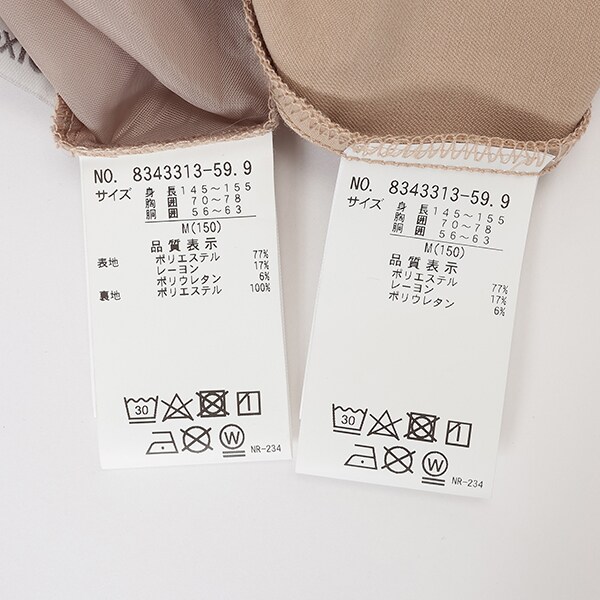 NO. 8343313-59.9
サイズ
身長 145~155
胸囲 70~78
胴囲 56~63
M(150)
品質表示
表地 ポリエステル 77%
レーヨン 17%
ポリウレタン 6%
裏地 ポリエステル 100%
30
W
NR-234
NO. 8343313-59.9
サイズ
身長 145~155
胸囲 70~78
胴囲 56~63
M(150)
品質表示
ポリエステル 77%
レーヨン 17%
ポリウレタン 6%
30
W
NR-234